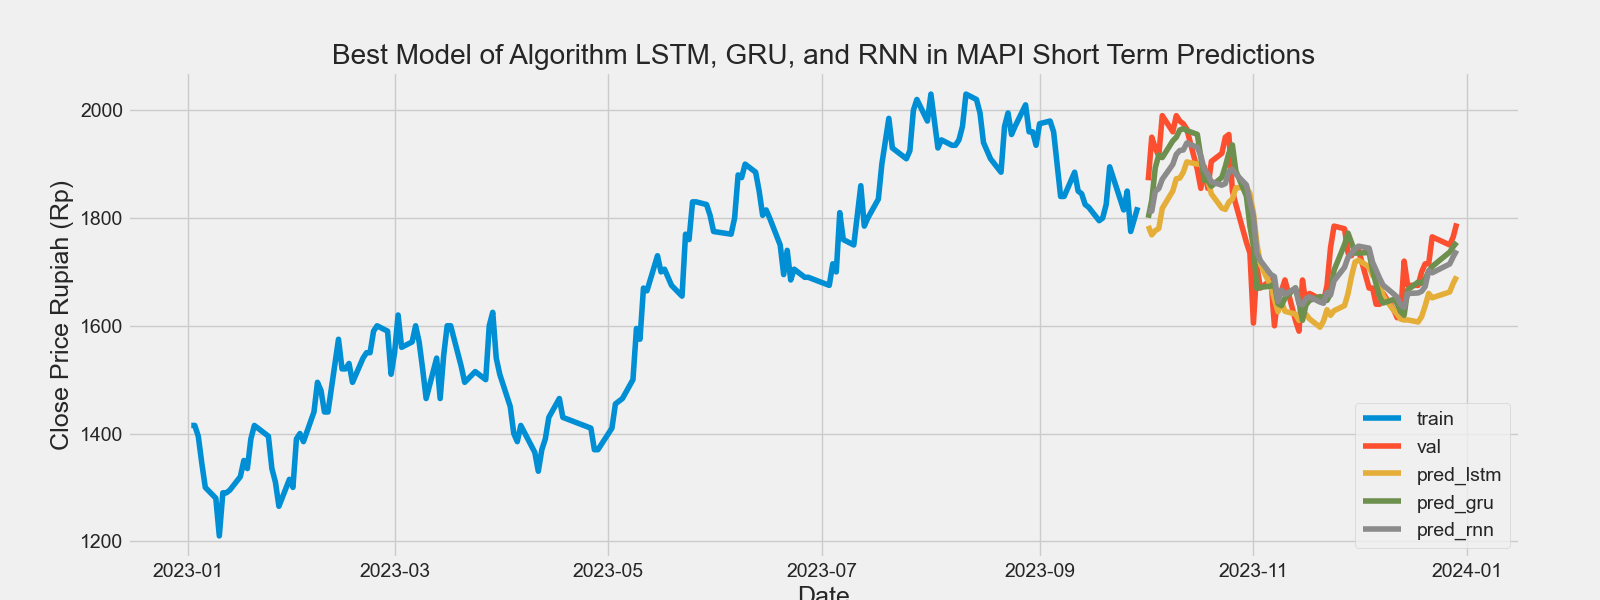 Best Model of Algorithm LSTM, GRU, and RNN in MAPI Short Term Predictions
Close Price Rupiah (Rp)
2000
1800
1600
1400
1200
train
val
pred_lstm
pred_gru
pred_rnn
2023-01
2023-03
2023-05
2023-07
2023-09
2023-11
2024-01
Date